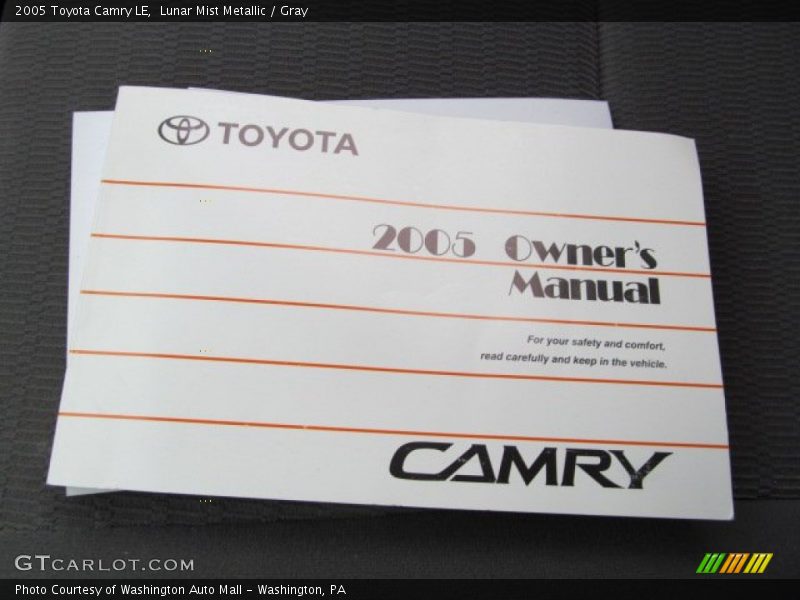 2005 Toyota Camry LE,  Lunar Mist Metallic / Gray
TOYOTA
2005 Owner's
Manual
For your safety and comfort,
read carefully and keep in the vehicle.
CAMRY
GTCARLOT.COM
Photo Courtesy of Washington Auto Mall - Washington, PA